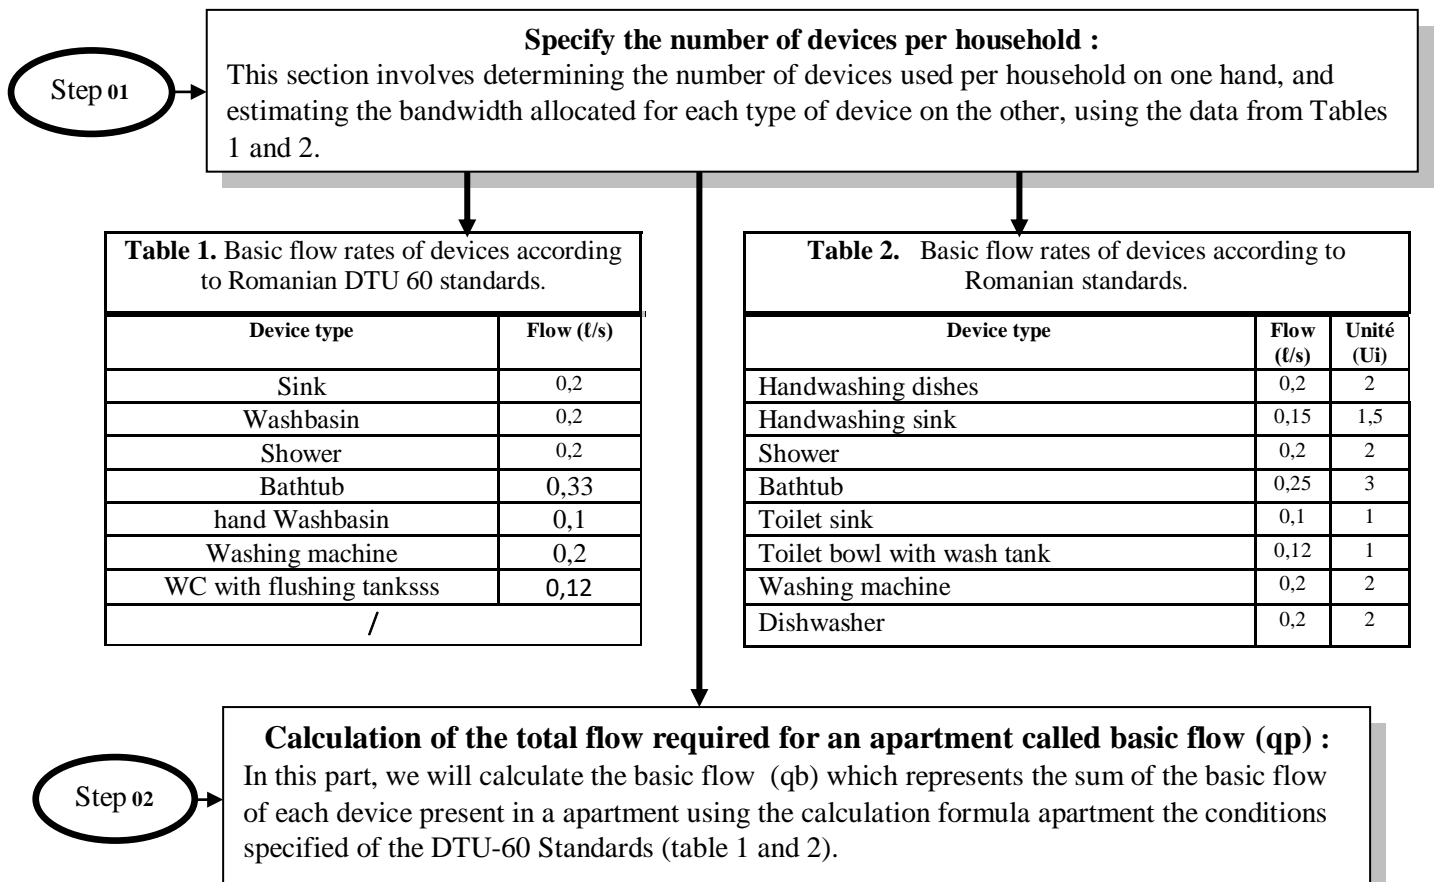 Step 01
Specify the number of devices per household :
This section involves determining the number of devices used per household on one hand, and
estimating the bandwidth allocated for each type of device on the other, using the data from Tables
1 and 2.
Table 1. Basic flow rates of devices according
to Romanian DTU 60 standards.
Device type Flow (ℓ/s)
Sink 0,2
Washbasin 0,2
Shower 0,2
Bathtub 0,33
hand Washbasin 0,1
Washing machine 0,2
WC with flushing tanksss 0,12
/
Table 2. Basic flow rates of devices according to
Romanian standards.
Device type Flow (ℓ/s) Unité (Ui)
Handwashing dishes 0,2 2
Handwashing sink 0,15 1,5
Shower 0,2 2
Bathtub 0,25 3
Toilet sink 0,1 1
Toilet bowl with wash tank 0,12 1
Washing machine 0,2 2
Dishwasher 0,2 2
Step 02
Calculation of the total flow required for an apartment called basic flow (qp) :
In this part, we will calculate the basic flow (qb) which represents the sum of the basic flow
of each device present in a apartment using the calculation formula apartment the conditions
specified of the DTU-60 Standards (table 1 and 2).